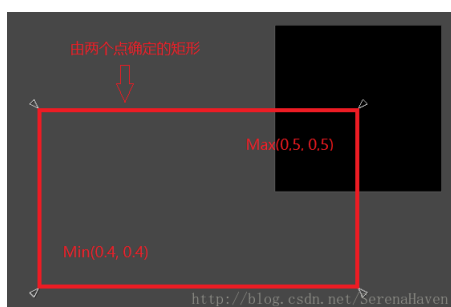 由两个点确定的矩形
Max(0,5, 0,5)
Min(0.4, 0.4)
http://blog.csdn.net/SerenaHaven